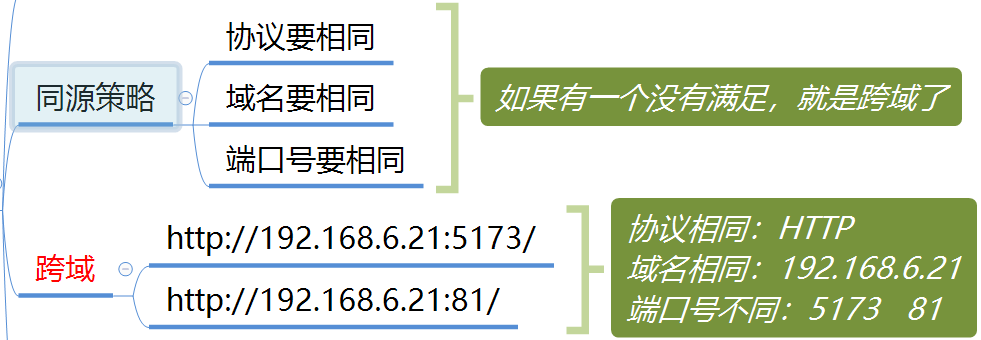 同源策略
协议要相同
域名要相同
端口号要相同
如果有一个没有满足，就是跨域了
跨域
http://192.168.6.21:5173/
http://192.168.6.21:81/
协议相同：HTTP
域名相同：192.168.6.21
端口号不同：5173 81